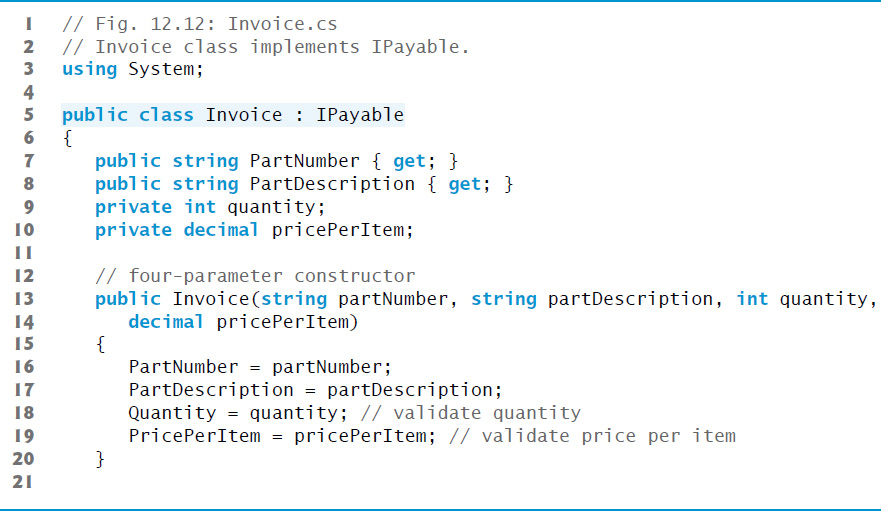 1 // Fig. 12.12: Invoice.cs
2 // Invoice class implements IPayable.
3 using System;
4
5 public class Invoice : IPayable
6 {
7 public string PartNumber { get; }
8 public string PartDescription { get; }
9 private int quantity;
10 private decimal pricePerItem;
11
12 // four-parameter constructor
13 public Invoice(string partNumber, string partDescription, int quantity,
14 decimal pricePerItem)
15 {
16 PartNumber = partNumber;
17 PartDescription = partDescription;
18 Quantity = quantity; // validate quantity
19 PricePerItem = pricePerItem; // validate price per item
20 }
21